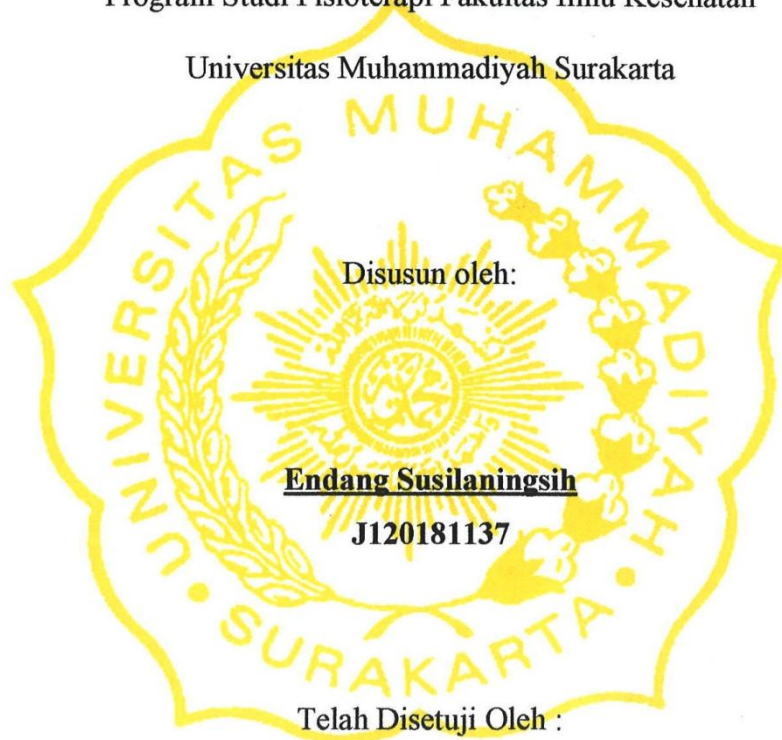 Program Studi Fisioterapi Fakultas Ilmu Kesehatan
Universitas Muhammadiyah Surakarta
UNIVERSITAS MUHAMMADIYAH
SURAKARTA
Disusun oleh:
Endang Susilaningsih
J120181137
Telah Disetuji Oleh :